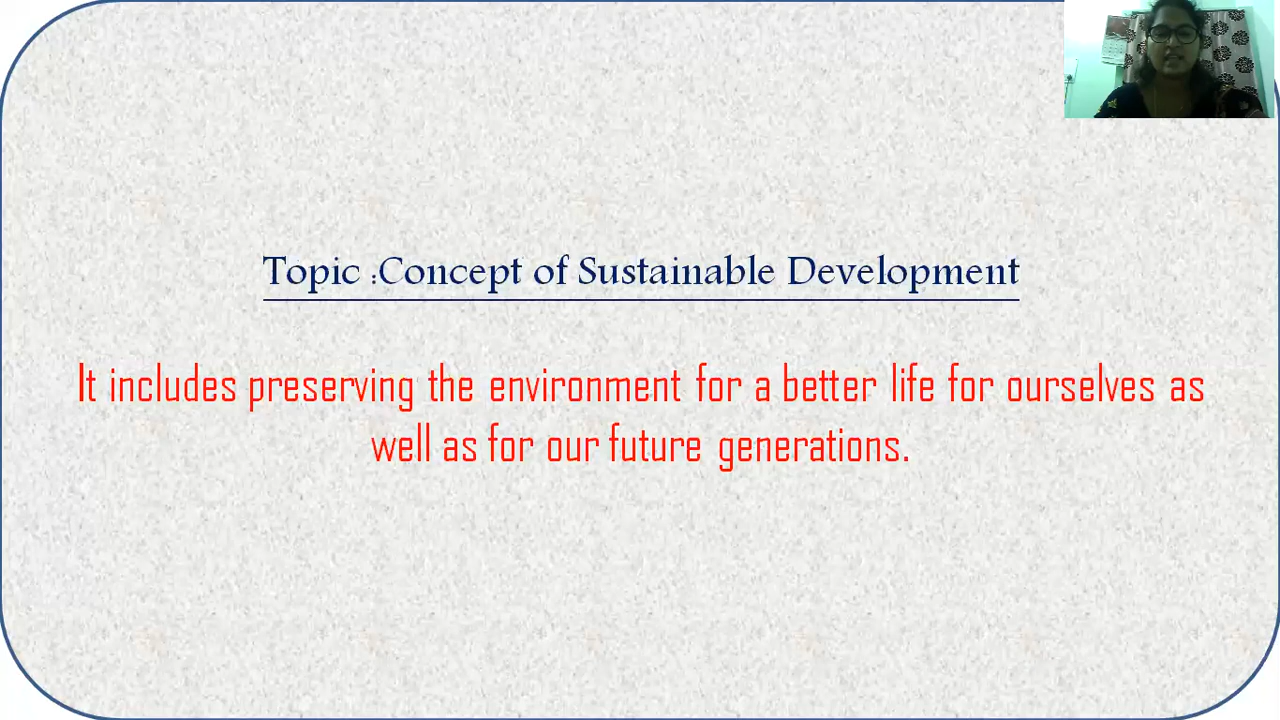 Topic :Concept of Sustainable Development
It includes preserving the environment for a better life for ourselves as
well as for our future generations.